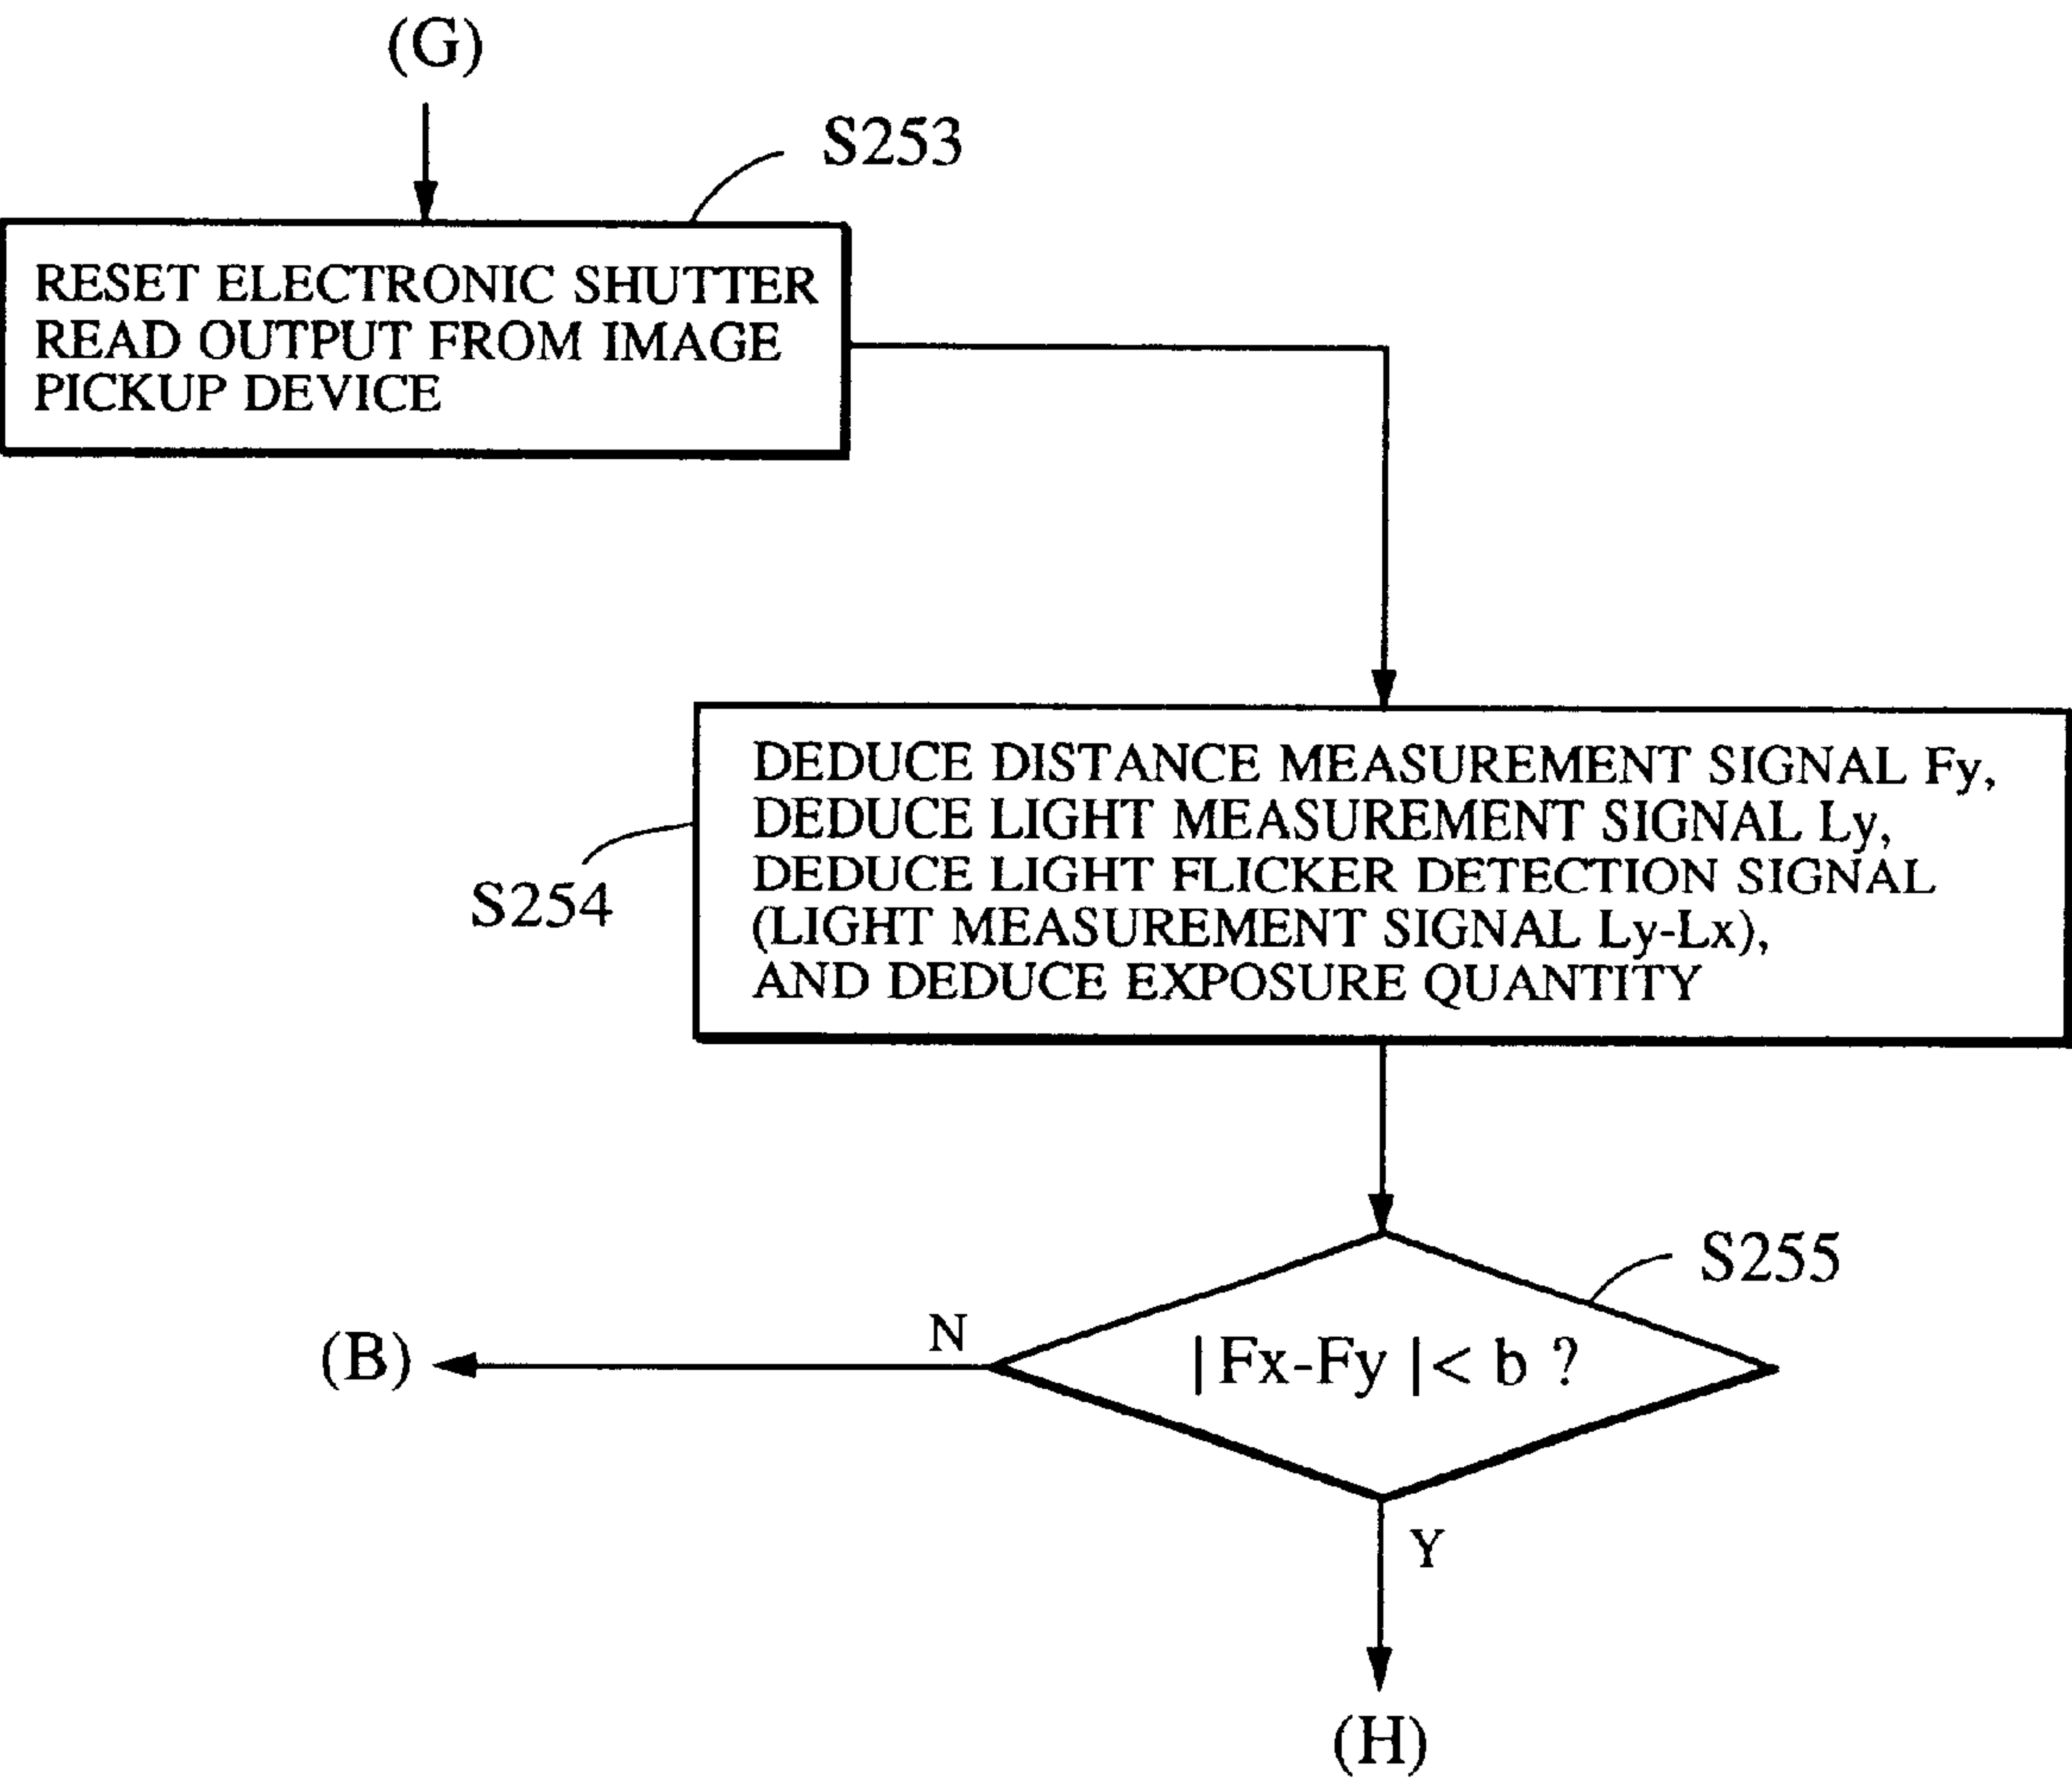 (G)
S253
RESET ELECTRONIC SHUTTER
READ OUTPUT FROM IMAGE
PICKUP DEVICE
DEDUCE DISTANCE MEASUREMENT SIGNAL Fy,
DEDUCE LIGHT MEASUREMENT SIGNAL Ly,
DEDUCE LIGHT FLICKER DETECTION SIGNAL
(LIGHT MEASUREMENT SIGNAL Ly-Lx),
AND DEDUCE EXPOSURE QUANTITY
S254
S255
N
(B)
|Fx-Fy|< b ?
Y
(H)